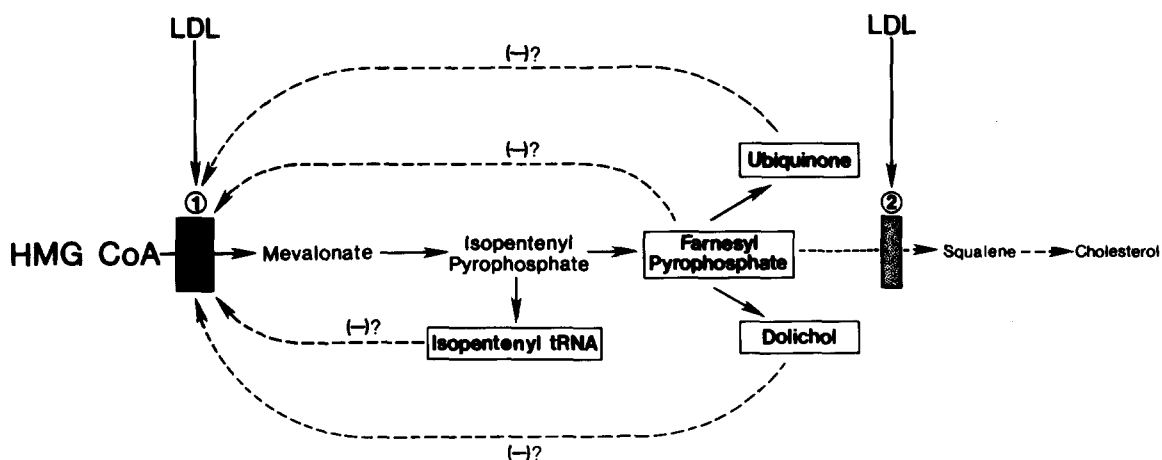 LDL
LDL
(−)?
(−)?
Ubiquinone
①
②
HMG CoA
Mevalonate
Isopentenyl
Pyrophosphate
Farnesyl
Pyrophosphate
Squalene
Cholesterol
(−)?
Isopentenyl tRNA
Dolichol
(−)?